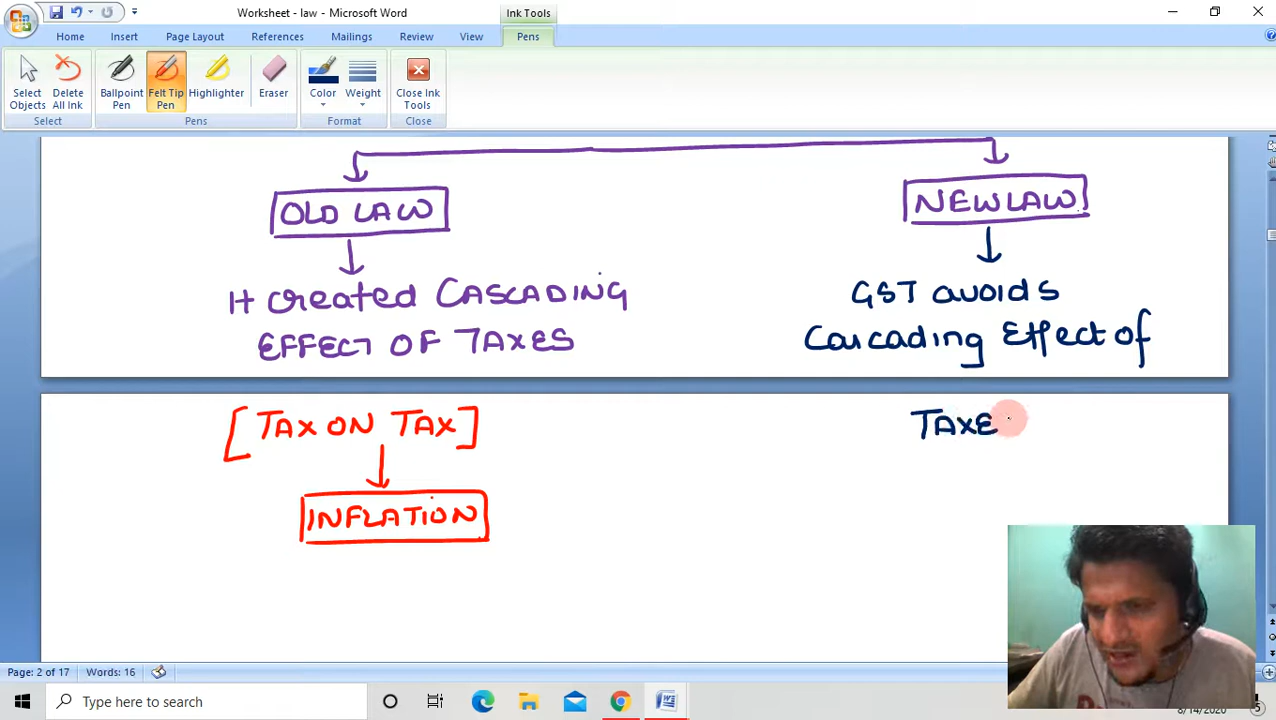 Worksheet - law - Microsoft Word
Ink Tools
Home Insert Page Layout References Mailings Review View Pens
Select Objects
Delete All Ink
Ballpoint Pen
Felt Tip Pen
Highlighter
Eraser
Color
Weight
Close Ink Tools
Select Pens Format Close
OLD LAW
NEW LAW
It created CASCADING
EFFECT OF TAXES
GST avoids
Cascading Effect of
[TAX ON TAX]
TAXE
INFLATION
Page: 2 of 17 Words: 16
Type here to search
8/14/2020